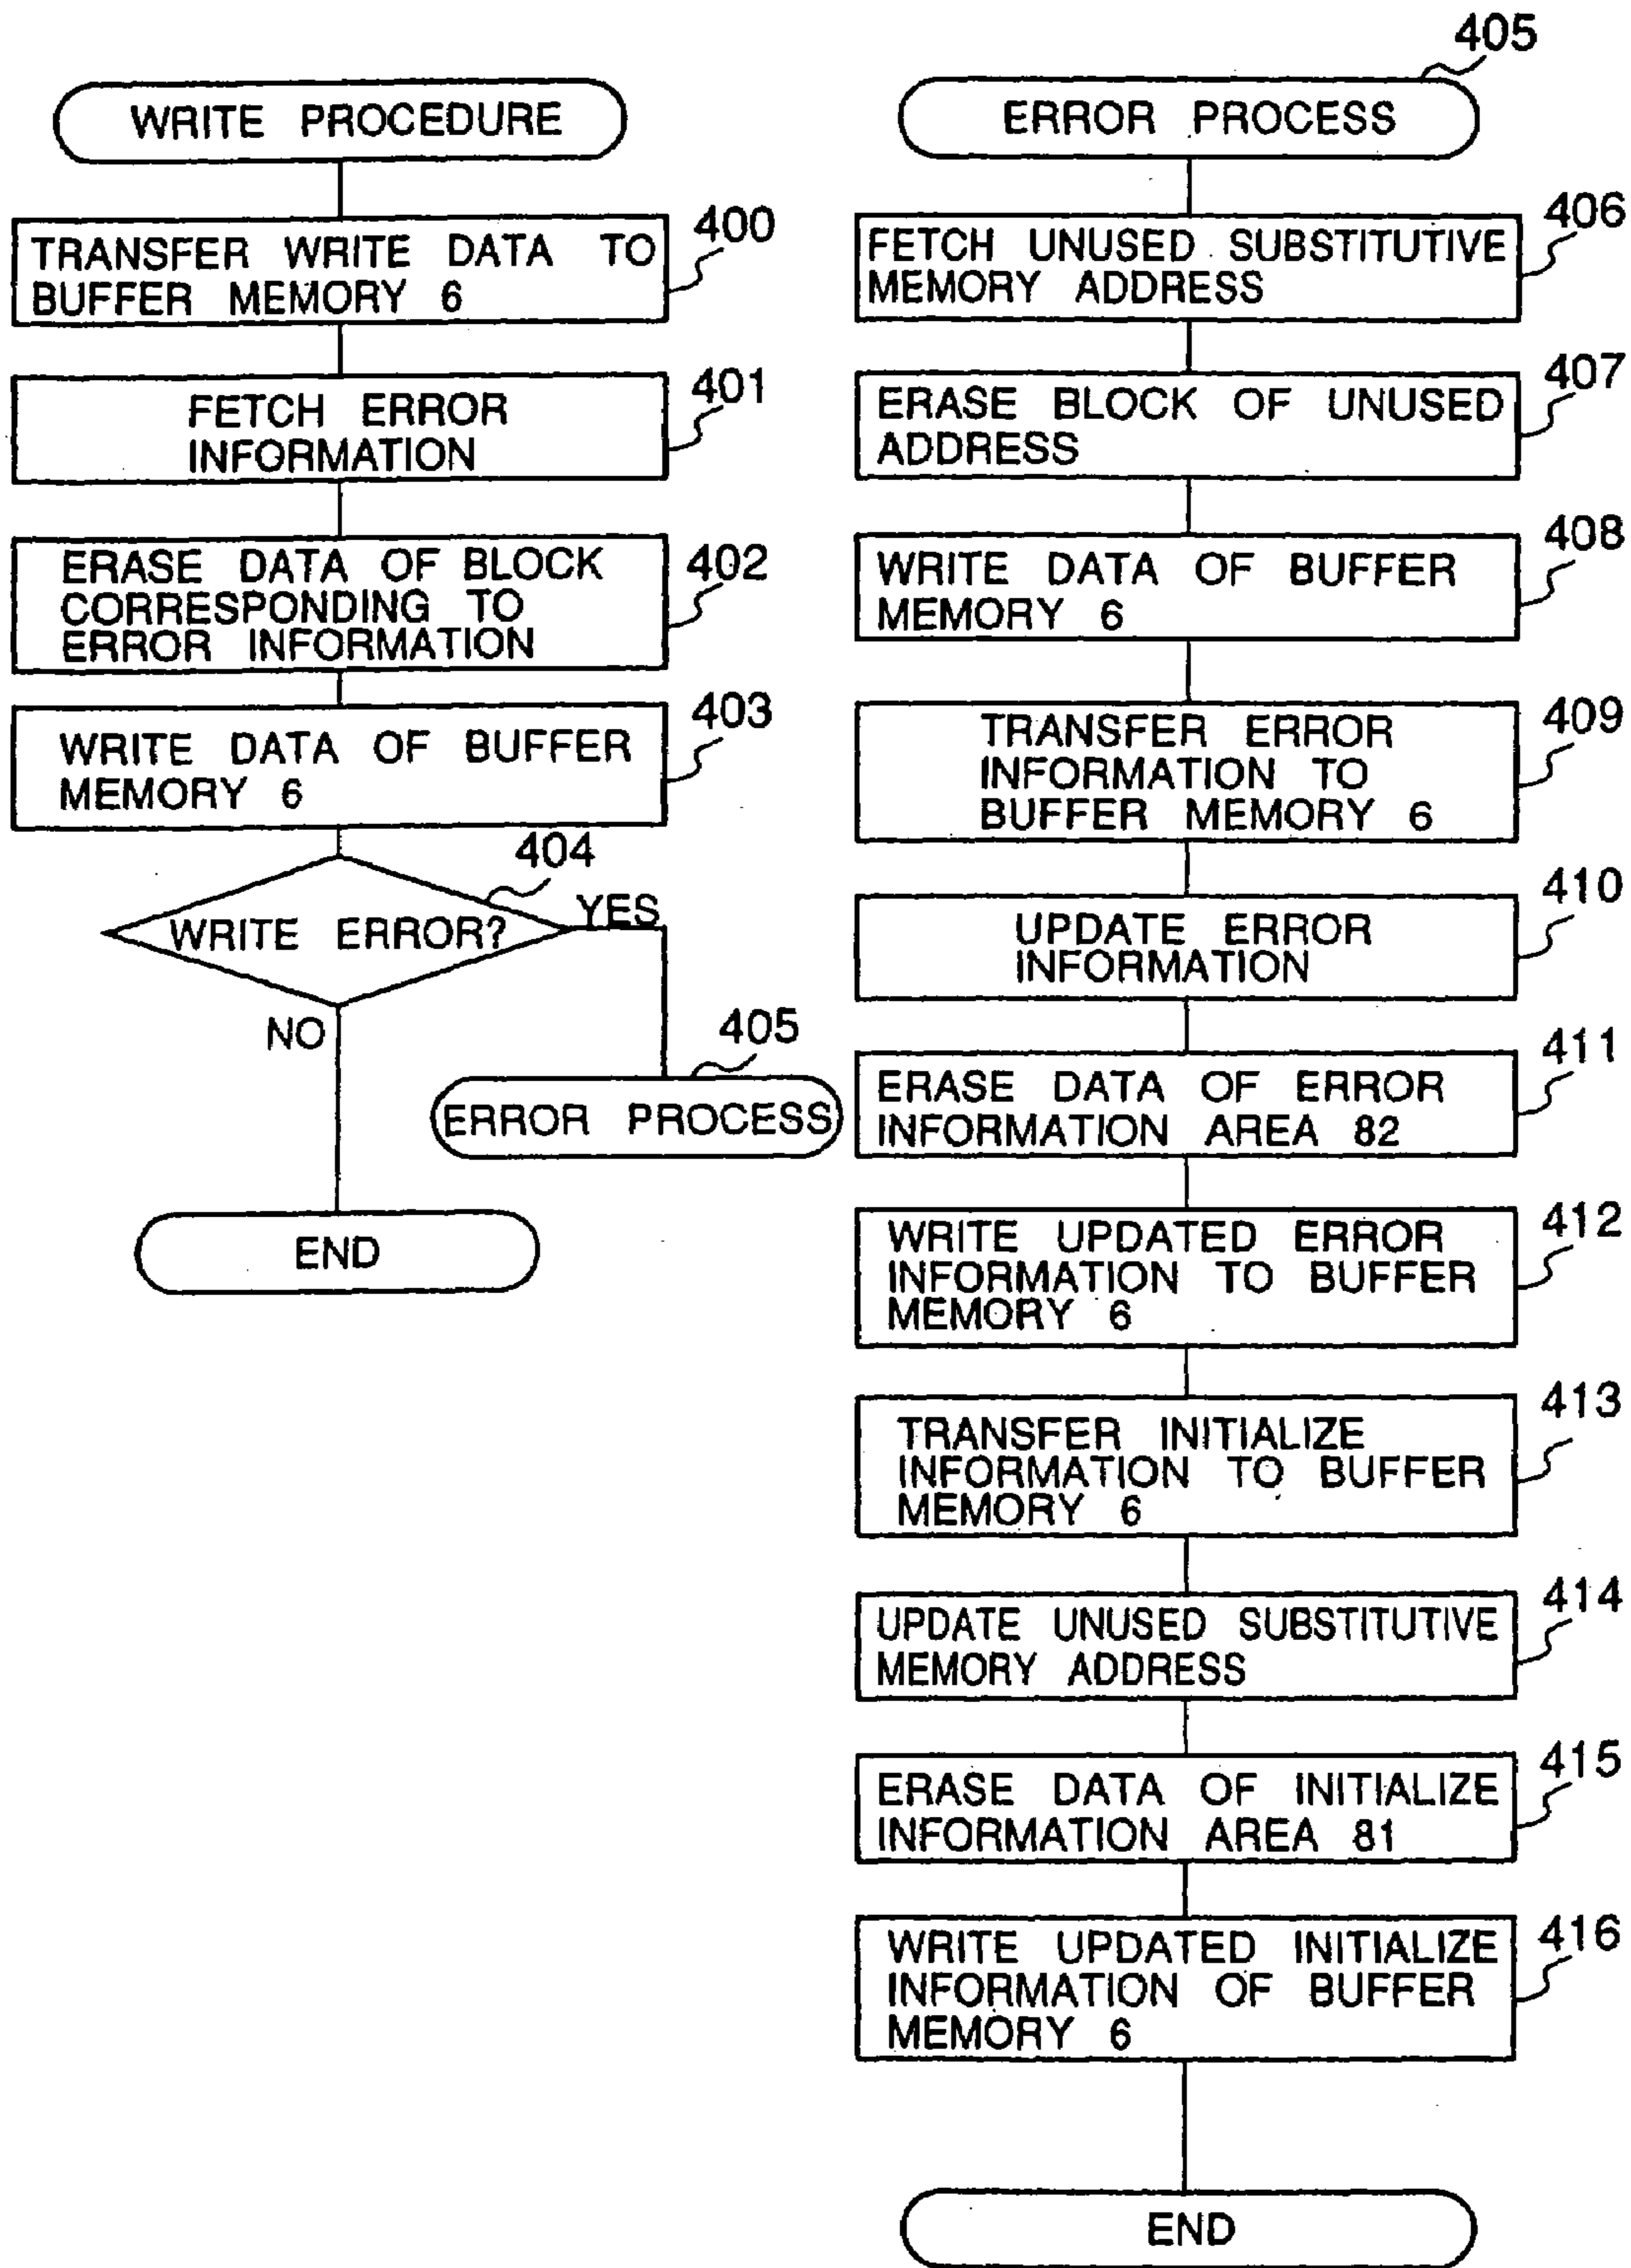 WRITE PROCEDURE
400
TRANSFER WRITE DATA TO
BUFFER MEMORY 6
401
FETCH ERROR
INFORMATION
402
ERASE DATA OF BLOCK
CORRESPONDING TO
ERROR INFORMATION
403
WRITE DATA OF BUFFER
MEMORY 6
404
WRITE ERROR?
YES
NO
405
ERROR PROCESS
END
405
ERROR PROCESS
406
FETCH UNUSED SUBSTITUTIVE
MEMORY ADDRESS
407
ERASE BLOCK OF UNUSED
ADDRESS
408
WRITE DATA OF BUFFER
MEMORY 6
409
TRANSFER ERROR
INFORMATION TO
BUFFER MEMORY 6
410
UPDATE ERROR
INFORMATION
411
ERASE DATA OF ERROR
INFORMATION AREA 82
412
WRITE UPDATED ERROR
INFORMATION TO BUFFER
MEMORY 6
413
TRANSFER INITIALIZE
INFORMATION TO BUFFER
MEMORY 6
414
UPDATE UNUSED SUBSTITUTIVE
MEMORY ADDRESS
415
ERASE DATA OF INITIALIZE
INFORMATION AREA 81
416
WRITE UPDATED INITIALIZE
INFORMATION OF BUFFER
MEMORY 6
END